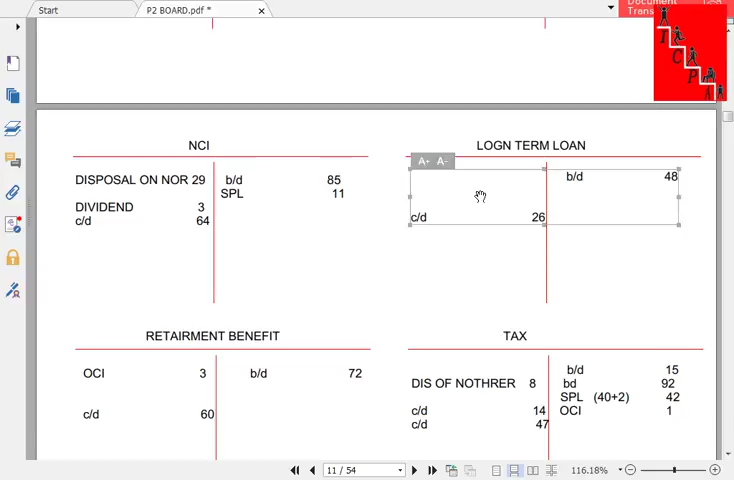 Start
P2 BOARD.pdf *
Document
Trans
I
C
P
A
NCI
DISPOSAL ON NOR 29
b/d 85
SPL 11
DIVIDEND 3
c/d 64
LOGN TERM LOAN
A+ A-
b/d 48
c/d 26
RETAIRMENT BENEFIT
OCI 3
b/d 72
c/d 60
TAX
b/d 15
DIS OF NOTHRER 8
bd 92
SPL (40+2) 42
c/d 14
OCI 1
c/d 47
11 / 54
116.18%